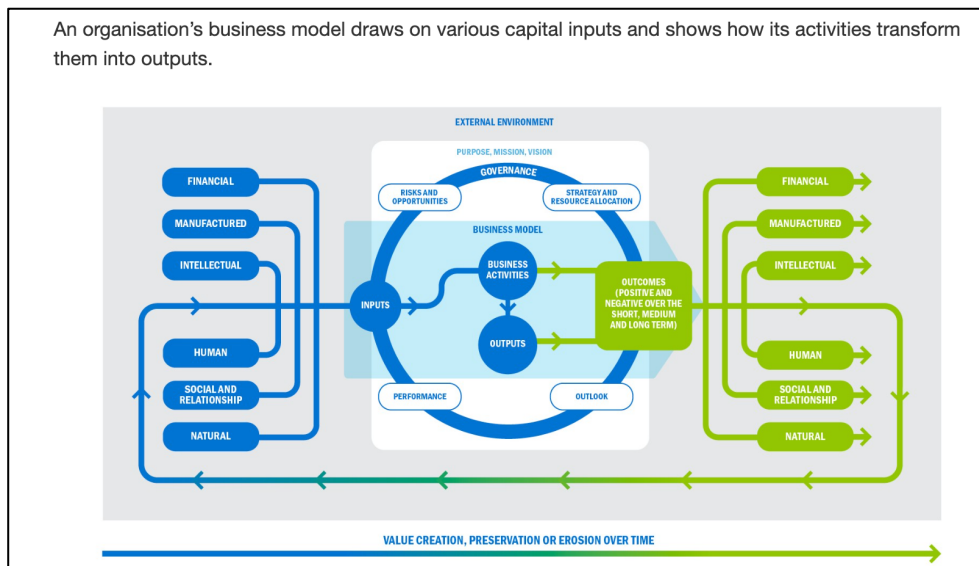 An organisation's business model draws on various capital inputs and shows how its activities transform
them into outputs.
EXTERNAL ENVIRONMENT
PURPOSE, MISSION, VISION
GOVERNANCE
RISKS AND
OPPORTUNITIES
STRATEGY AND
RESOURCE ALLOCATION
BUSINESS MODEL
FINANCIAL
MANUFACTURED
INTELLECTUAL
HUMAN
SOCIAL AND
RELATIONSHIP
NATURAL
INPUTS
BUSINESS
ACTIVITIES
OUTPUTS
OUTCOMES
(POSITIVE AND
NEGATIVE OVER THE
SHORT, MEDIUM
AND LONG TERM)
PERFORMANCE
OUTLOOK
FINANCIAL
MANUFACTURED
INTELLECTUAL
HUMAN
SOCIAL AND
RELATIONSHIP
NATURAL
VALUE CREATION, PRESERVATION OR EROSION OVER TIME